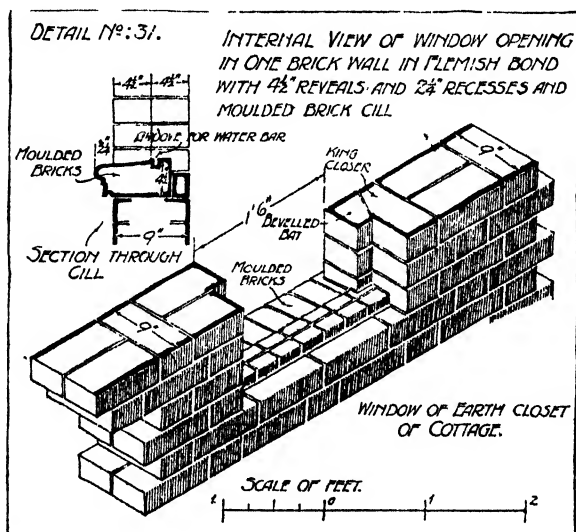 DETAIL Nº: 31.
INTERNAL VIEW OF WINDOW OPENING
IN ONE BRICK WALL IN FLEMISH BOND
WITH 4½" REVEALS AND 2¼" RECESSES AND
MOULDED BRICK CILL
4½" 4½"
GROOVE FOR WATER BAR
MOULDED
BRICKS
2¼"
9"
SECTION THROUGH
CILL
1'6"
KING
CLOSER
BEVELLED
BAT
9"
MOULDED
BRICKS
9"
WINDOW OF EARTH CLOSET
OF COTTAGE.
SCALE OF FEET.
1 0 1 2